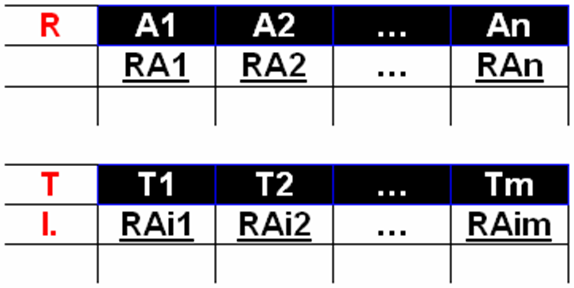 R A1 A2 ... An
RA1 RA2 ... RAn
T T1 T2 ... Tm
I. RAi1 RAi2 ... RAim